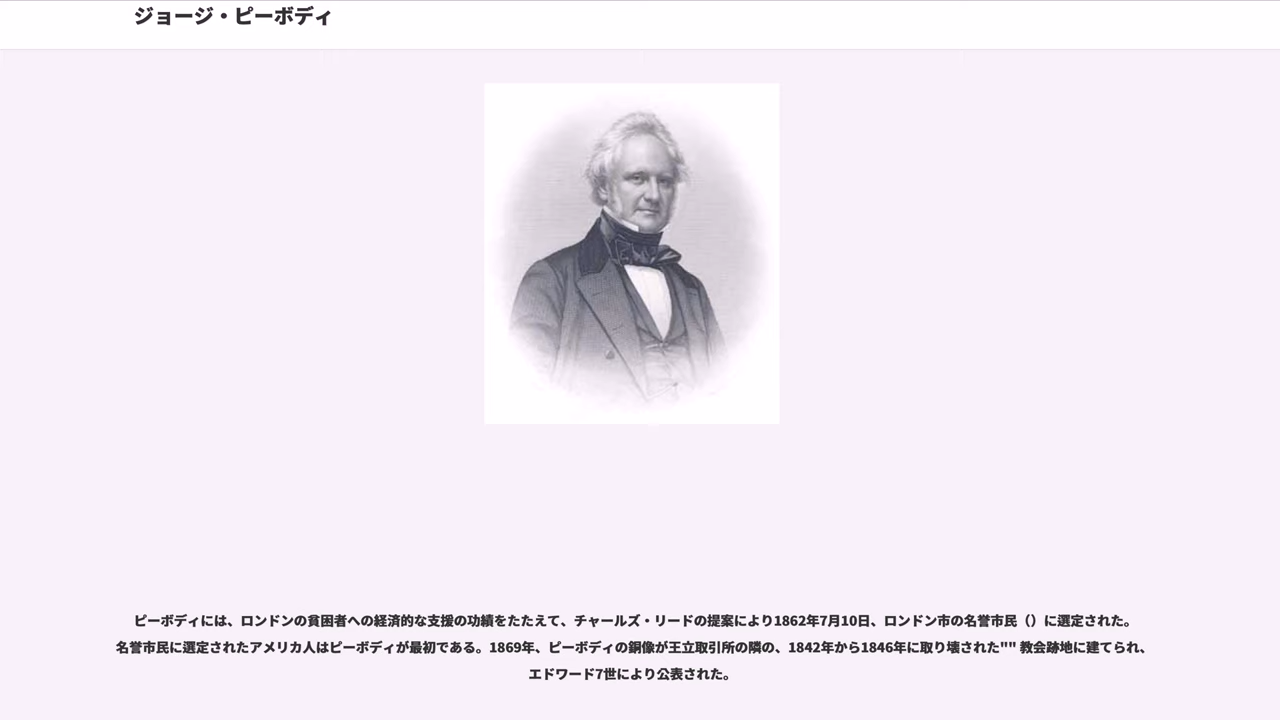 ジョージ・ピーボディ
ピーボディには、ロンドンの貧困者への経済的な支援の功績をたたえて、チャールズ・リードの提案により1862年7月10日、ロンドン市の名誉市民（）に選定された。
名誉市民に選定されたアメリカ人はピーボディが最初である。1869年、ピーボディの銅像が王立取引所の隣の、1842年から1846年に取り壊された"" 教会跡地に建てられ、
エドワード7世により公表された。